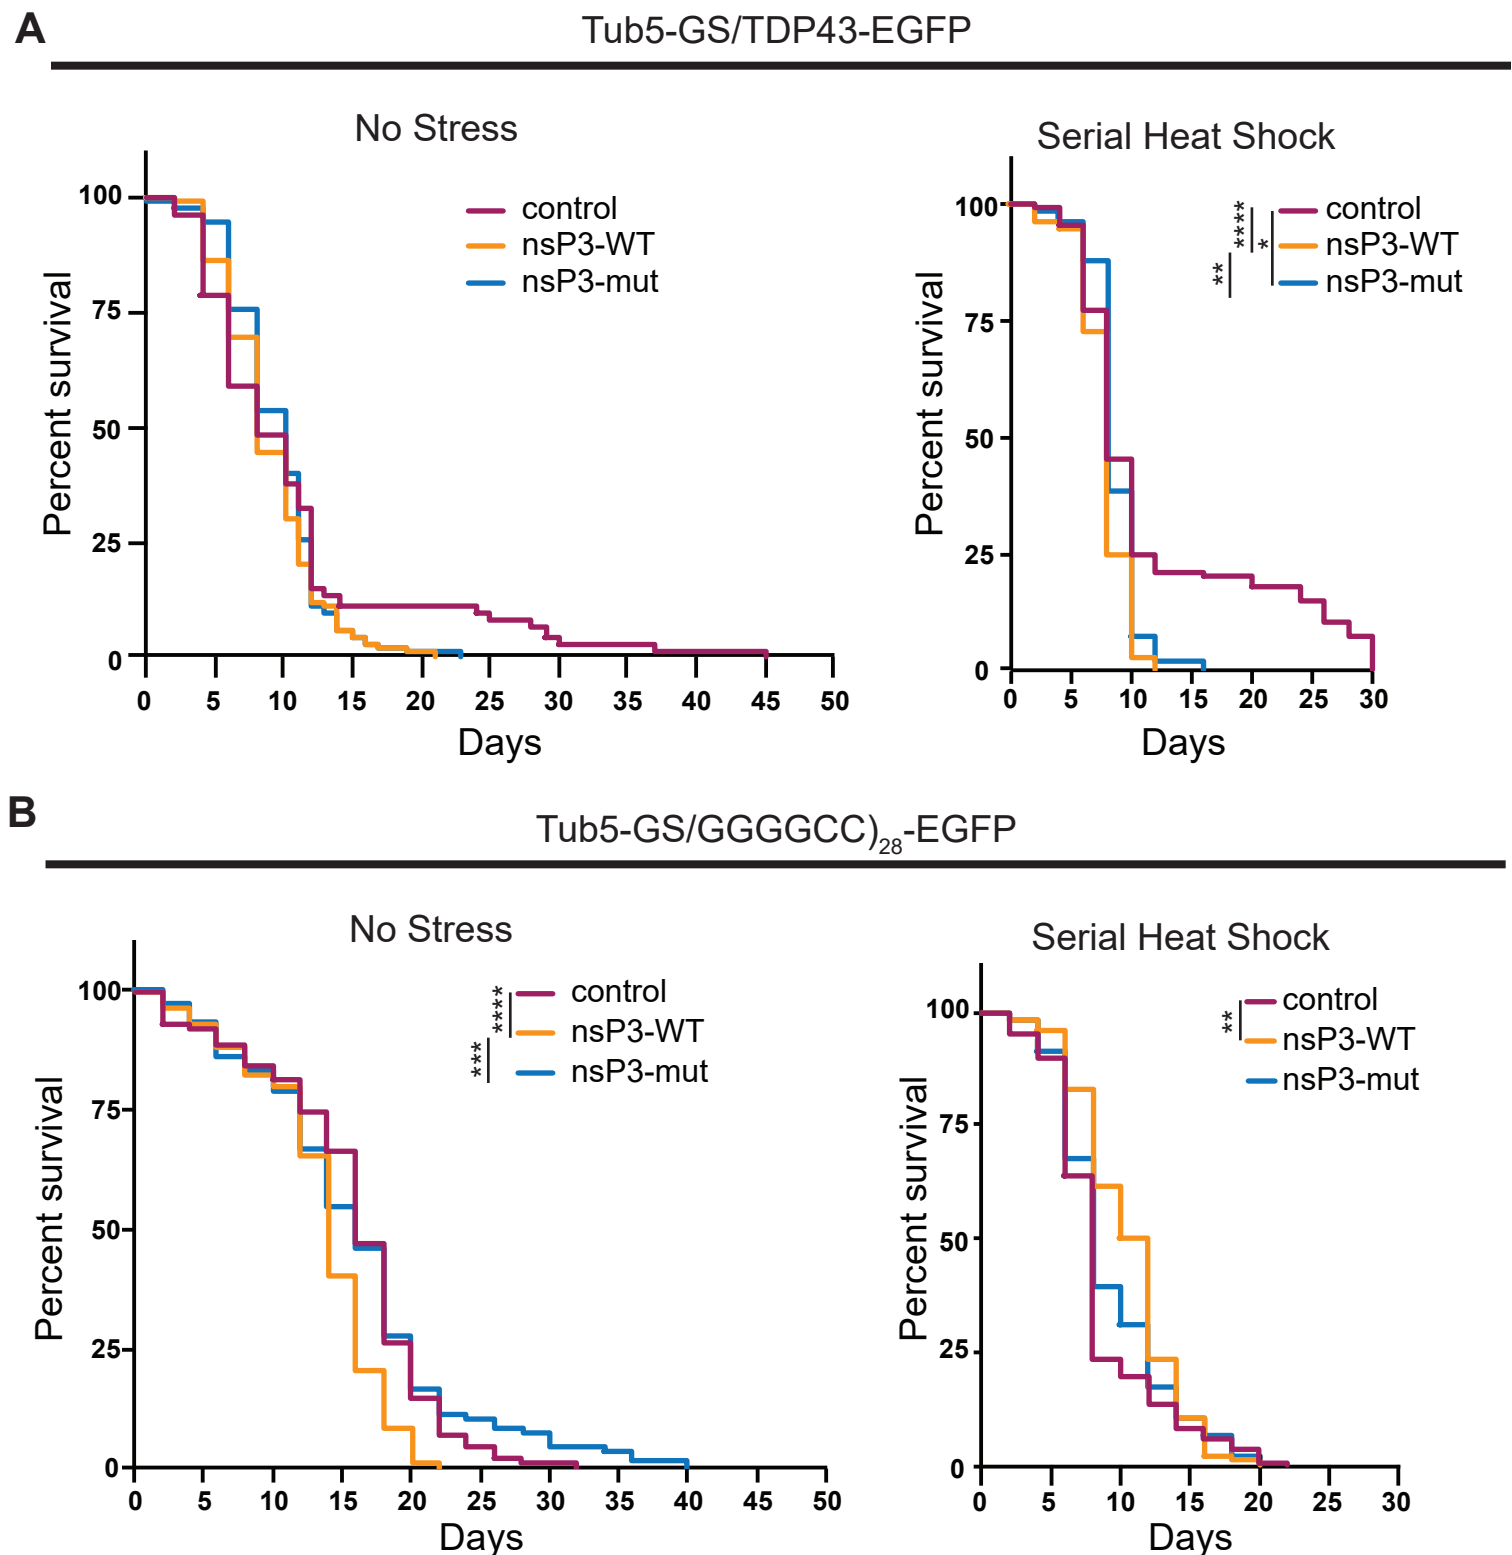 A
Tub5-GS/TDP43-EGFP
No Stress
Percent survival
100
75
50
25
0
0 5 10 15 20 25 30 35 40 45 50
Days
control
nsP3-WT
nsP3-mut
Serial Heat Shock
Percent survival
100
75
50
25
0
0 5 10 15 20 25 30
Days
**
****
*
control
nsP3-WT
nsP3-mut
B
Tub5-GS/GGGGCC)28-EGFP
No Stress
Percent survival
100
75
50
25
0
0 5 10 15 20 25 30 35 40 45 50
Days
***
****
control
nsP3-WT
nsP3-mut
Serial Heat Shock
Percent survival
100
75
50
25
0
0 5 10 15 20 25 30
Days
**
control
nsP3-WT
nsP3-mut